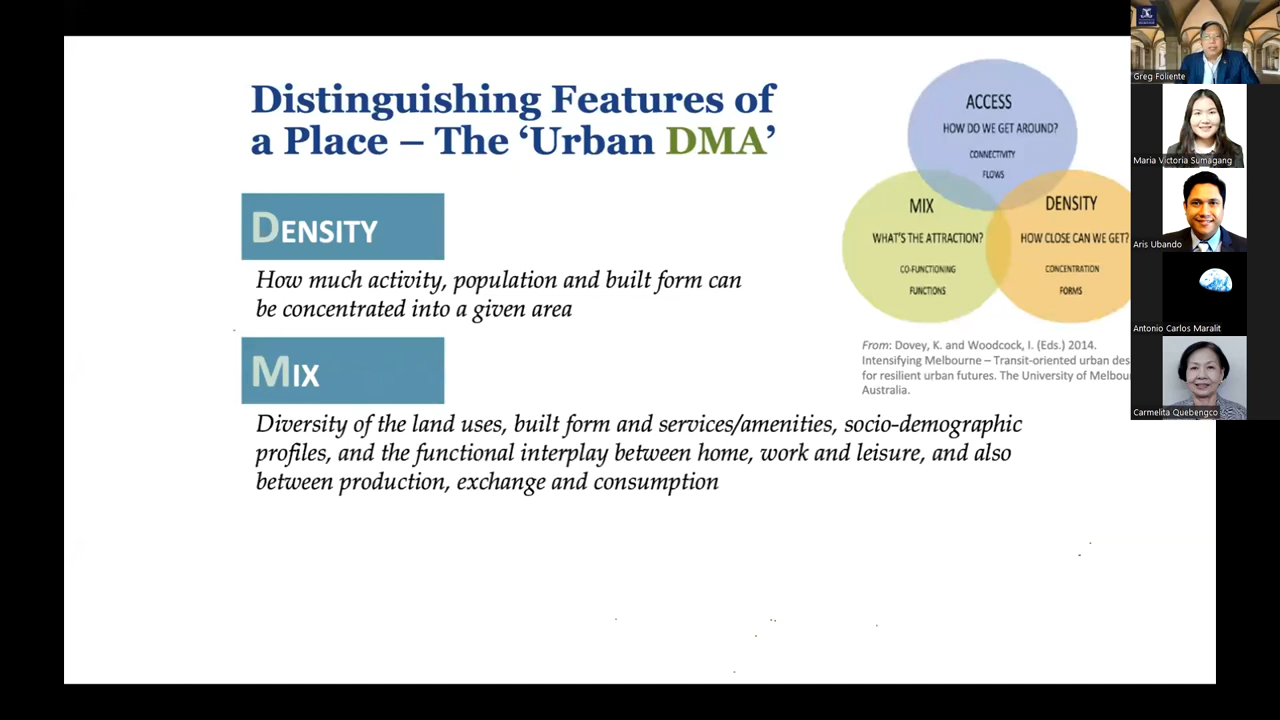 Distinguishing Features of
a Place – The ‘Urban DMA’
DENSITY
How much activity, population and built form can
be concentrated into a given area
MIX
Diversity of the land uses, built form and services/amenities, socio-demographic
profiles, and the functional interplay between home, work and leisure, and also
between production, exchange and consumption
ACCESS
HOW DO WE GET AROUND?
CONNECTIVITY
FLOWS
MIX
WHAT'S THE ATTRACTION?
CO-FUNCTIONING
FUNCTIONS
DENSITY
HOW CLOSE CAN WE GET?
CONCENTRATION
FORMS
From: Dovey, K. and Woodcock, I. (Eds.) 2014.
Intensifying Melbourne – Transit-oriented urban des
for resilient urban futures. The University of Melbou
Australia.
Greg Foliente
Maria Victoria Sumagang
Aris Ubando
Antonio Carlos Maralit
Carmelita Quebengco